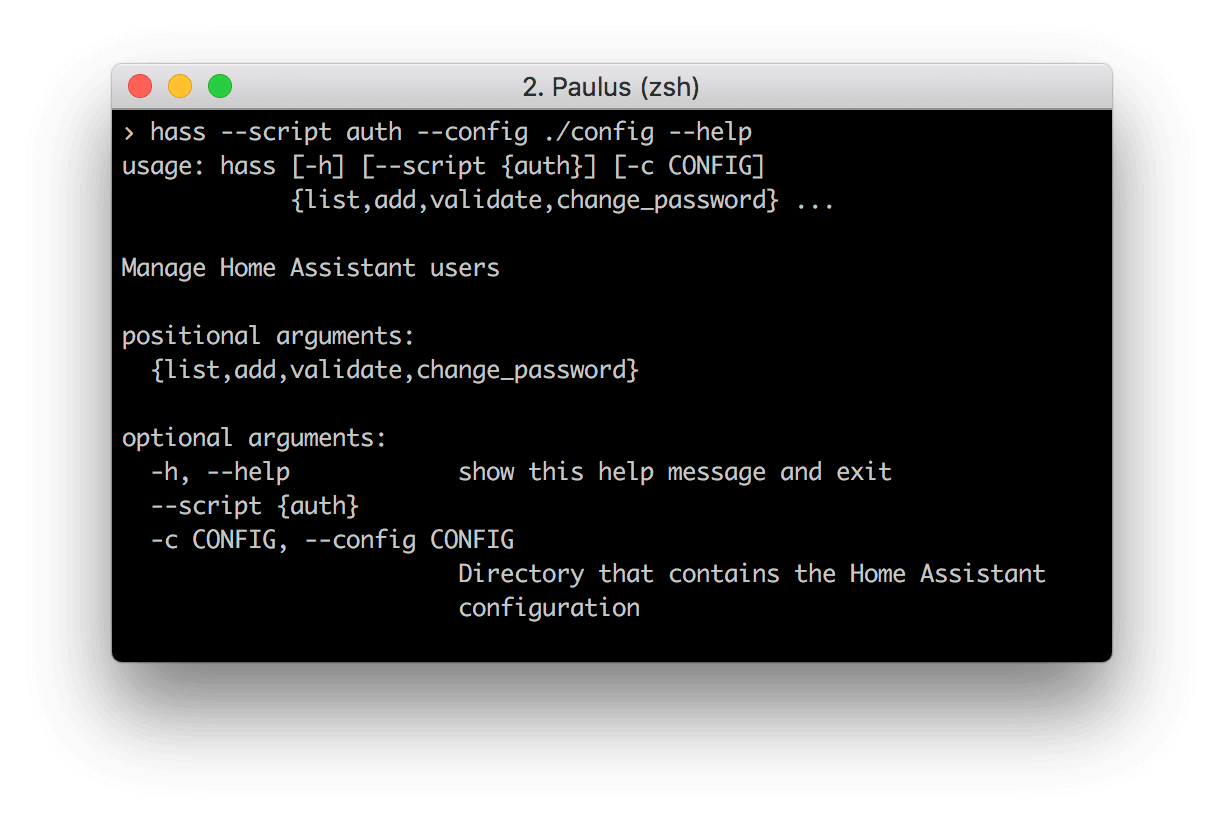 2. Paulus (zsh)
› hass --script auth --config ./config --help
usage: hass [-h] [--script {auth}] [-c CONFIG]
            {list,add,validate,change_password} ...
Manage Home Assistant users
positional arguments:
  {list,add,validate,change_password}
optional arguments:
  -h, --help            show this help message and exit
  --script {auth}
  -c CONFIG, --config CONFIG
                        Directory that contains the Home Assistant
                        configuration